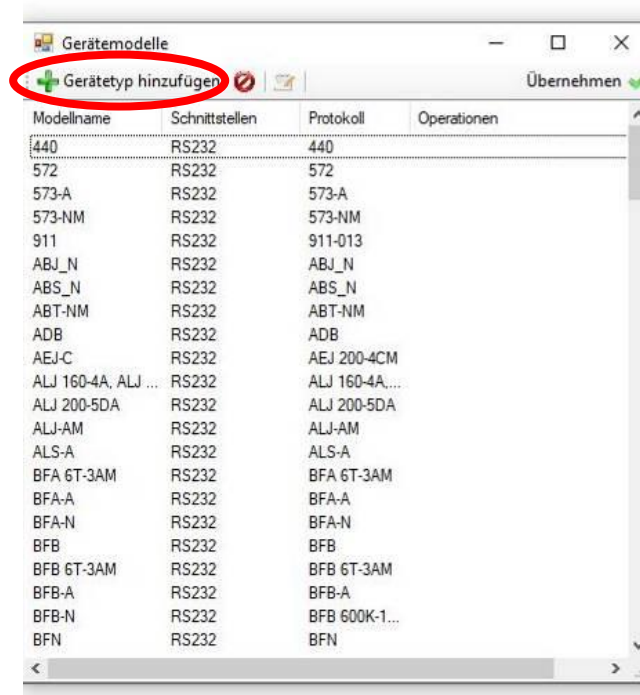 Gerätemodelle
Gerätetyp hinzufügen Übernehmen
Modellname Schnittstellen Protokoll Operationen
440 RS232 440
572 RS232 572
573-A RS232 573-A
573-NM RS232 573-NM
911 RS232 911-013
ABJ_N RS232 ABJ_N
ABS_N RS232 ABS_N
ABT-NM RS232 ABT-NM
ADB RS232 ADB
AEJ-C RS232 AEJ 200-4CM
ALJ 160-4A, ALJ ... RS232 ALJ 160-4A,...
ALJ 200-5DA RS232 ALJ 200-5DA
ALJ-AM RS232 ALJ-AM
ALS-A RS232 ALS-A
BFA 6T-3AM RS232 BFA 6T-3AM
BFA-A RS232 BFA-A
BFA-N RS232 BFA-N
BFB RS232 BFB
BFB 6T-3AM RS232 BFB 6T-3AM
BFB-A RS232 BFB-A
BFB-N RS232 BFB 600K-1...
BFN RS232 BFN